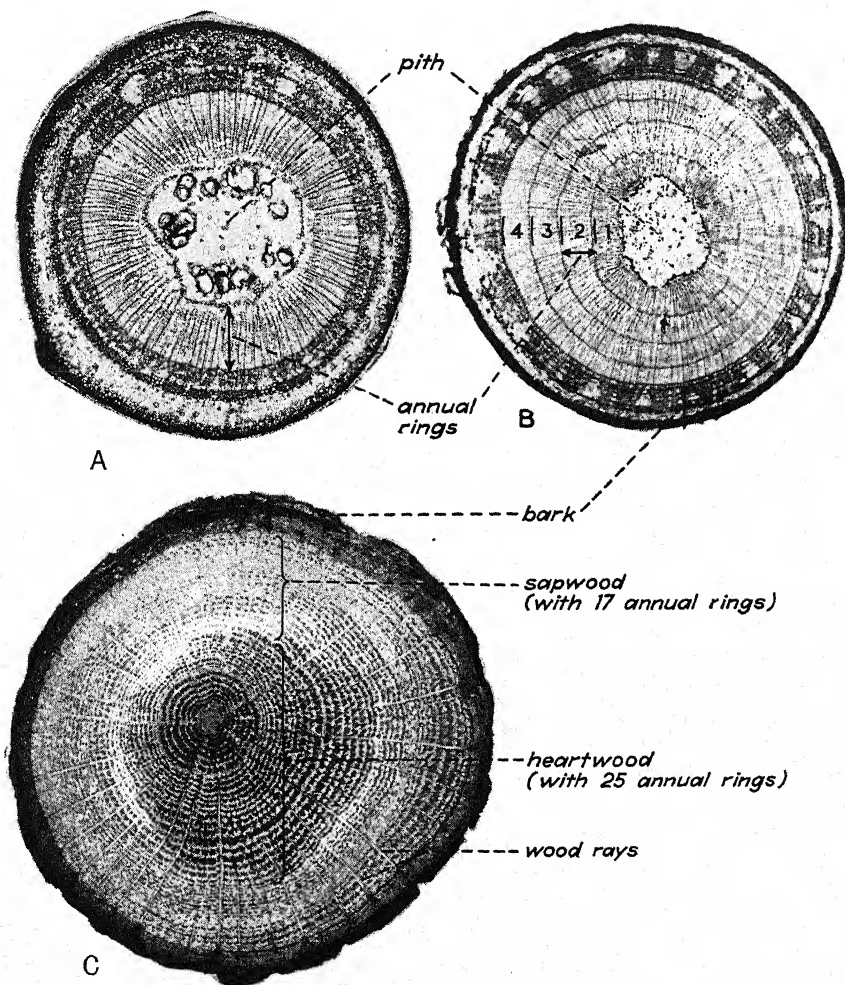 pith
4 3 2 1
annual
rings
A
B
bark
sapwood
(with 17 annual rings)
heartwood
(with 25 annual rings)
wood rays
C